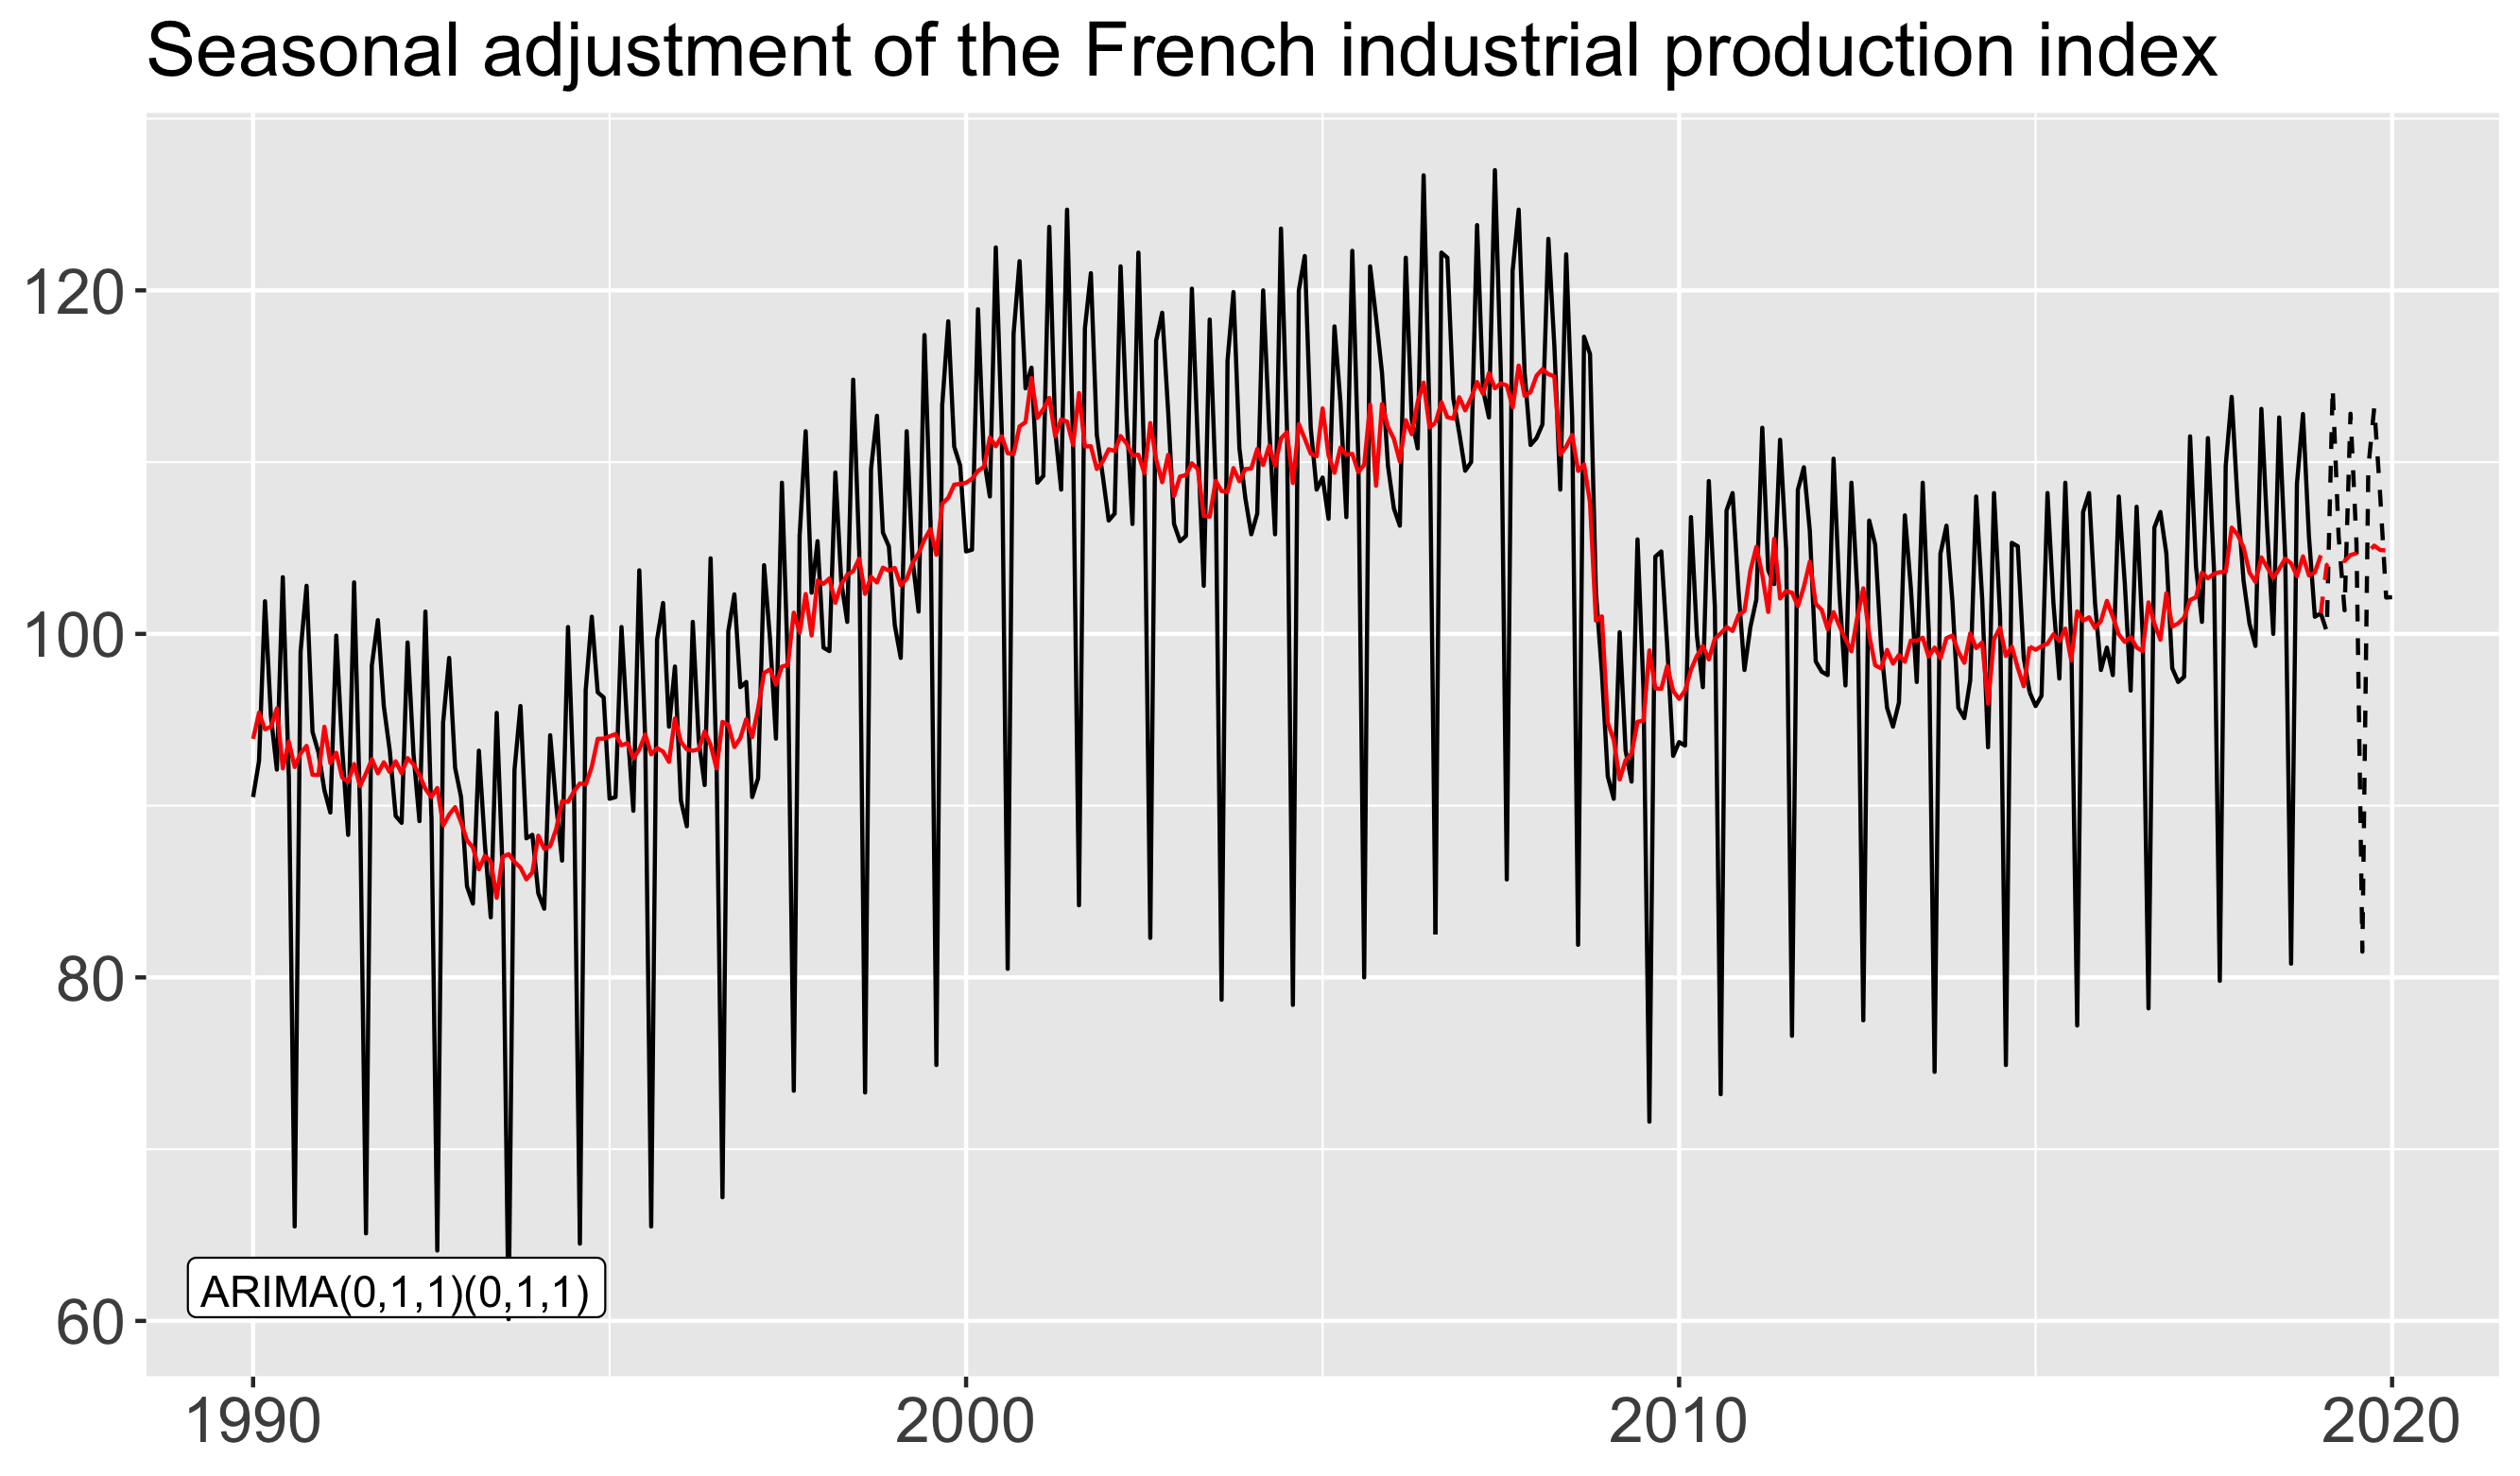 Seasonal adjustment of the French industrial production index
120
100
80
60
ARIMA(0,1,1)(0,1,1)
1990 2000 2010 2020